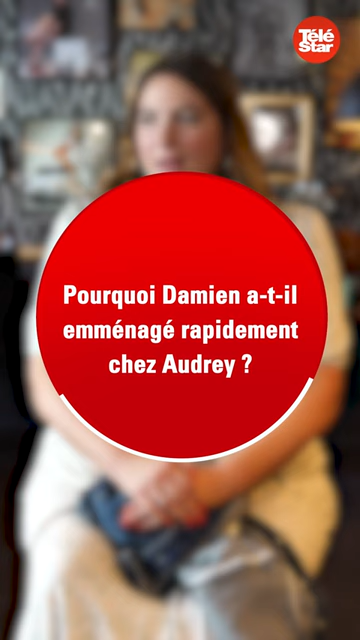 Télé
Star
Pourquoi Damien a-t-il
emménagé rapidement
chez Audrey ?